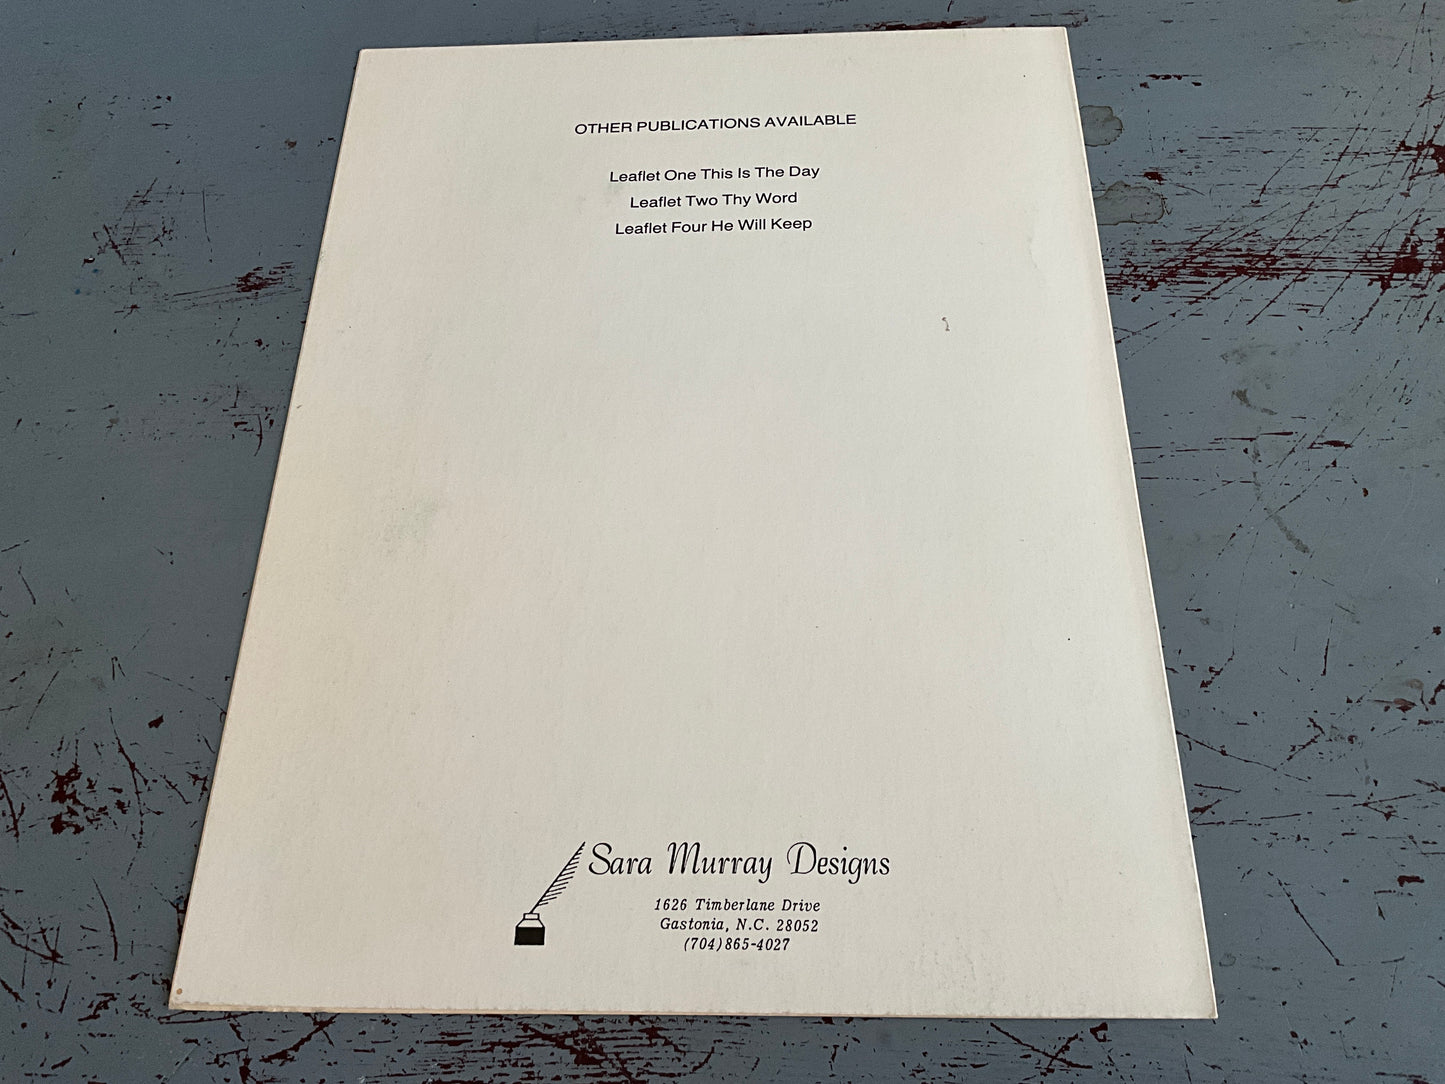 OTHER PUBLICATIONS AVAILABLE
Leaflet One This Is The Day
Leaflet Two Thy Word
Leaflet Four He Will Keep
Sara Murray Designs
1626 Timberlane Drive
Gastonia, N.C. 28052
(704)865-4027